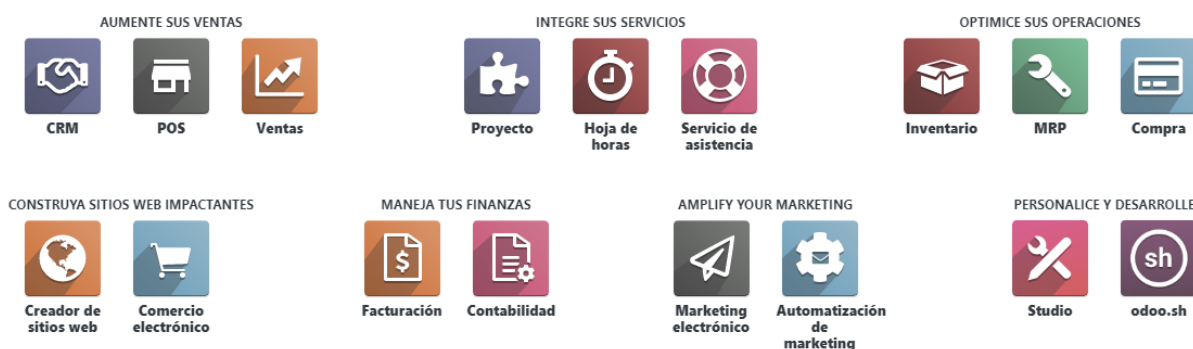 AUMENTE SUS VENTAS
INTEGRE SUS SERVICIOS
OPTIMICE SUS OPERACIONES
CRM
POS
Ventas
Proyecto
Hoja de
horas
Servicio de
asistencia
Inventario
MRP
Compra
CONSTRUYA SITIOS WEB IMPACTANTES
MANEJA TUS FINANZAS
AMPLIFY YOUR MARKETING
PERSONALICE Y DESARROLLE
$
sh
Creador de
sitios web
Comercio
electrónico
Facturación
Contabilidad
Marketing
electrónico
Automatización
de
marketing
Studio
odoo.sh